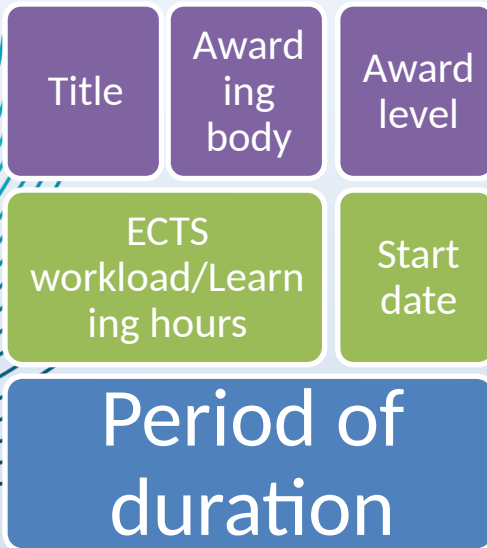 Title
Award
ing
body
Award
level
ECTS
workload/Learn
ing hours
Start
date
Period of
duration